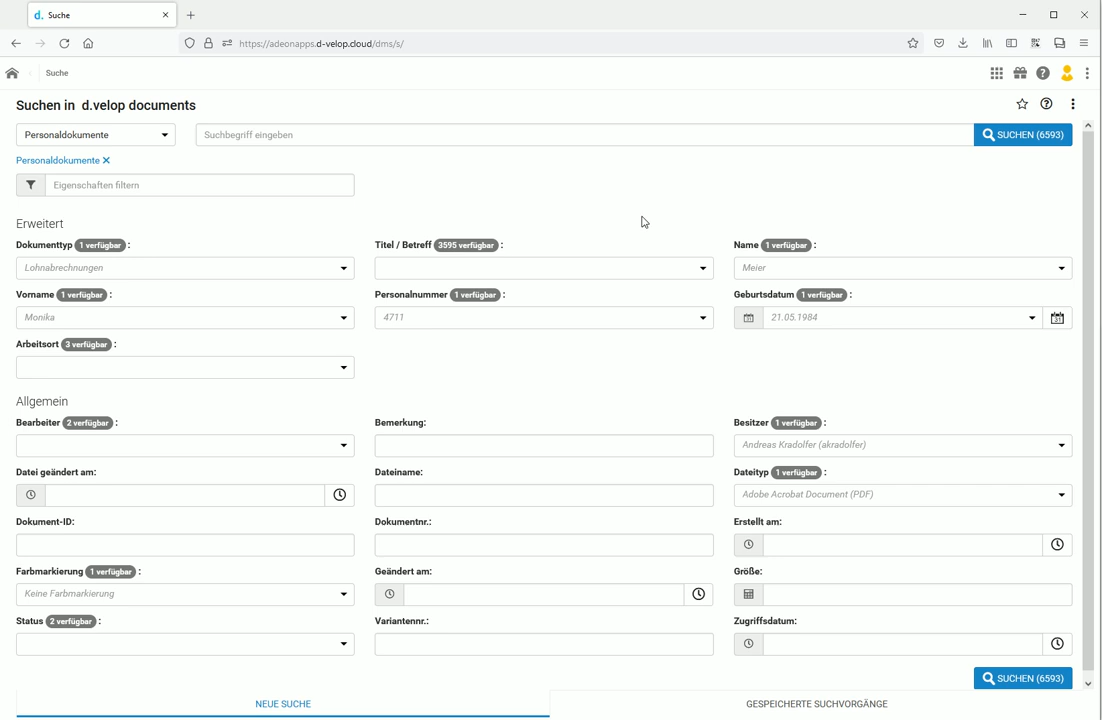 d. Suche
https://adeonapps.d-velop.cloud/dms/s/
Suche
Suchen in d.velop documents
Personaldokumente
Suchbegriff eingeben
SUCHEN (6593)
Personaldokumente
Eigenschaften filtern
Erweitert
Dokumenttyp 1 verfügbar : Titel / Betreff 3595 verfügbar : Name 1 verfügbar :
Lohnabrechnungen Meier
Vorname 1 verfügbar : Personalnummer 1 verfügbar : Geburtsdatum 1 verfügbar :
Monika 4711 31 21.05.1984 31
Arbeitsort 3 verfügbar :
Allgemein
Bearbeiter 2 verfügbar : Bemerkung: Besitzer 1 verfügbar :
Andreas Kradolfer (akradolfer)
Datei geändert am: Dateiname: Dateityp 1 verfügbar :
Adobe Acrobat Document (PDF)
Dokument-ID: Dokumentnr.: Erstellt am:
Farbmarkierung 1 verfügbar : Geändert am: Größe:
Keine Farbmarkierung
Status 2 verfügbar : Variantennr.: Zugriffsdatum:
SUCHEN (6593)
NEUE SUCHE GESPEICHERTE SUCHVORGÄNGE